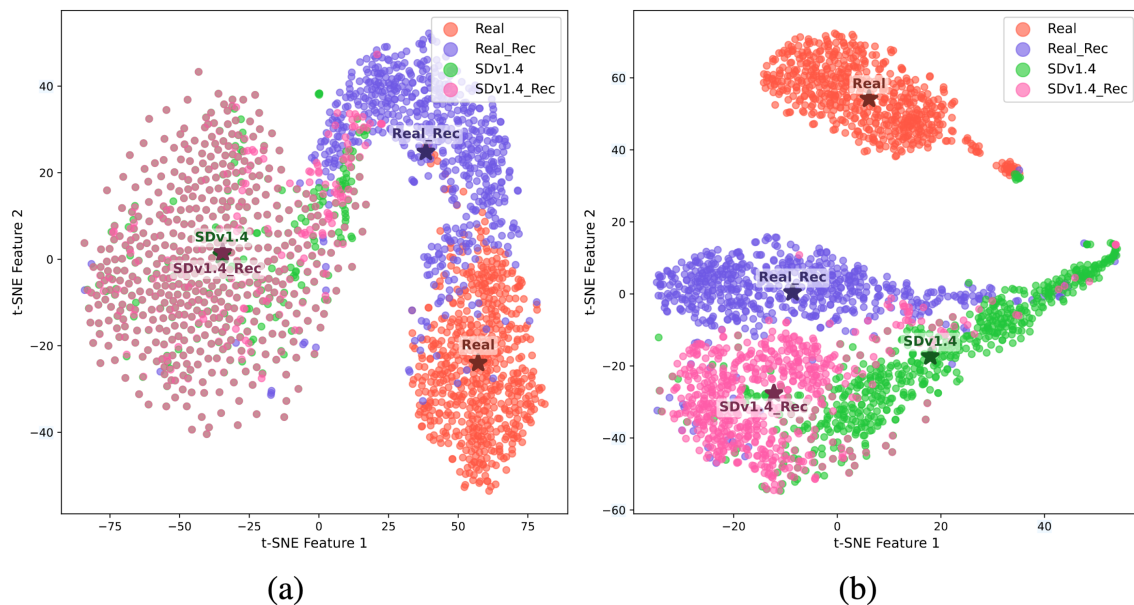 Real
Real_Rec
SDv1.4
SDv1.4_Rec
Real_Rec
SDv1.4
SDv1.4_Rec
Real
40
20
0
−20
−40
t-SNE Feature 2
−75
−50
−25
0
25
50
75
t-SNE Feature 1
(a)
Real
Real_Rec
SDv1.4
SDv1.4_Rec
Real
Real_Rec
SDv1.4
SDv1.4_Rec
60
40
20
0
−20
−40
−60
t-SNE Feature 2
−20
0
20
40
t-SNE Feature 1
(b)